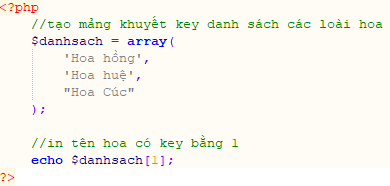 <?php
//tạo mảng khuyết key danh sách các loài hoa
$danhsach = array(
'Hoa hồng',
'Hoa huệ',
"Hoa Cúc"
);
//in tên hoa có key bằng 1
echo $danhsach[1];
?>